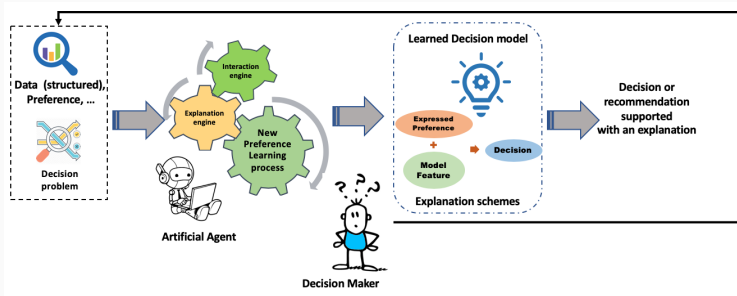 Data (structured),
Preference, ...
Decision
problem
Interaction
engine
Explanation
engine
New
Preference
Learning
process
Artificial Agent
? ? ?
Decision Maker
Learned Decision model
Expressed
Preference
+
Model
Feature
Decision
Explanation schemes
Decision or
recommendation
supported
with an explanation